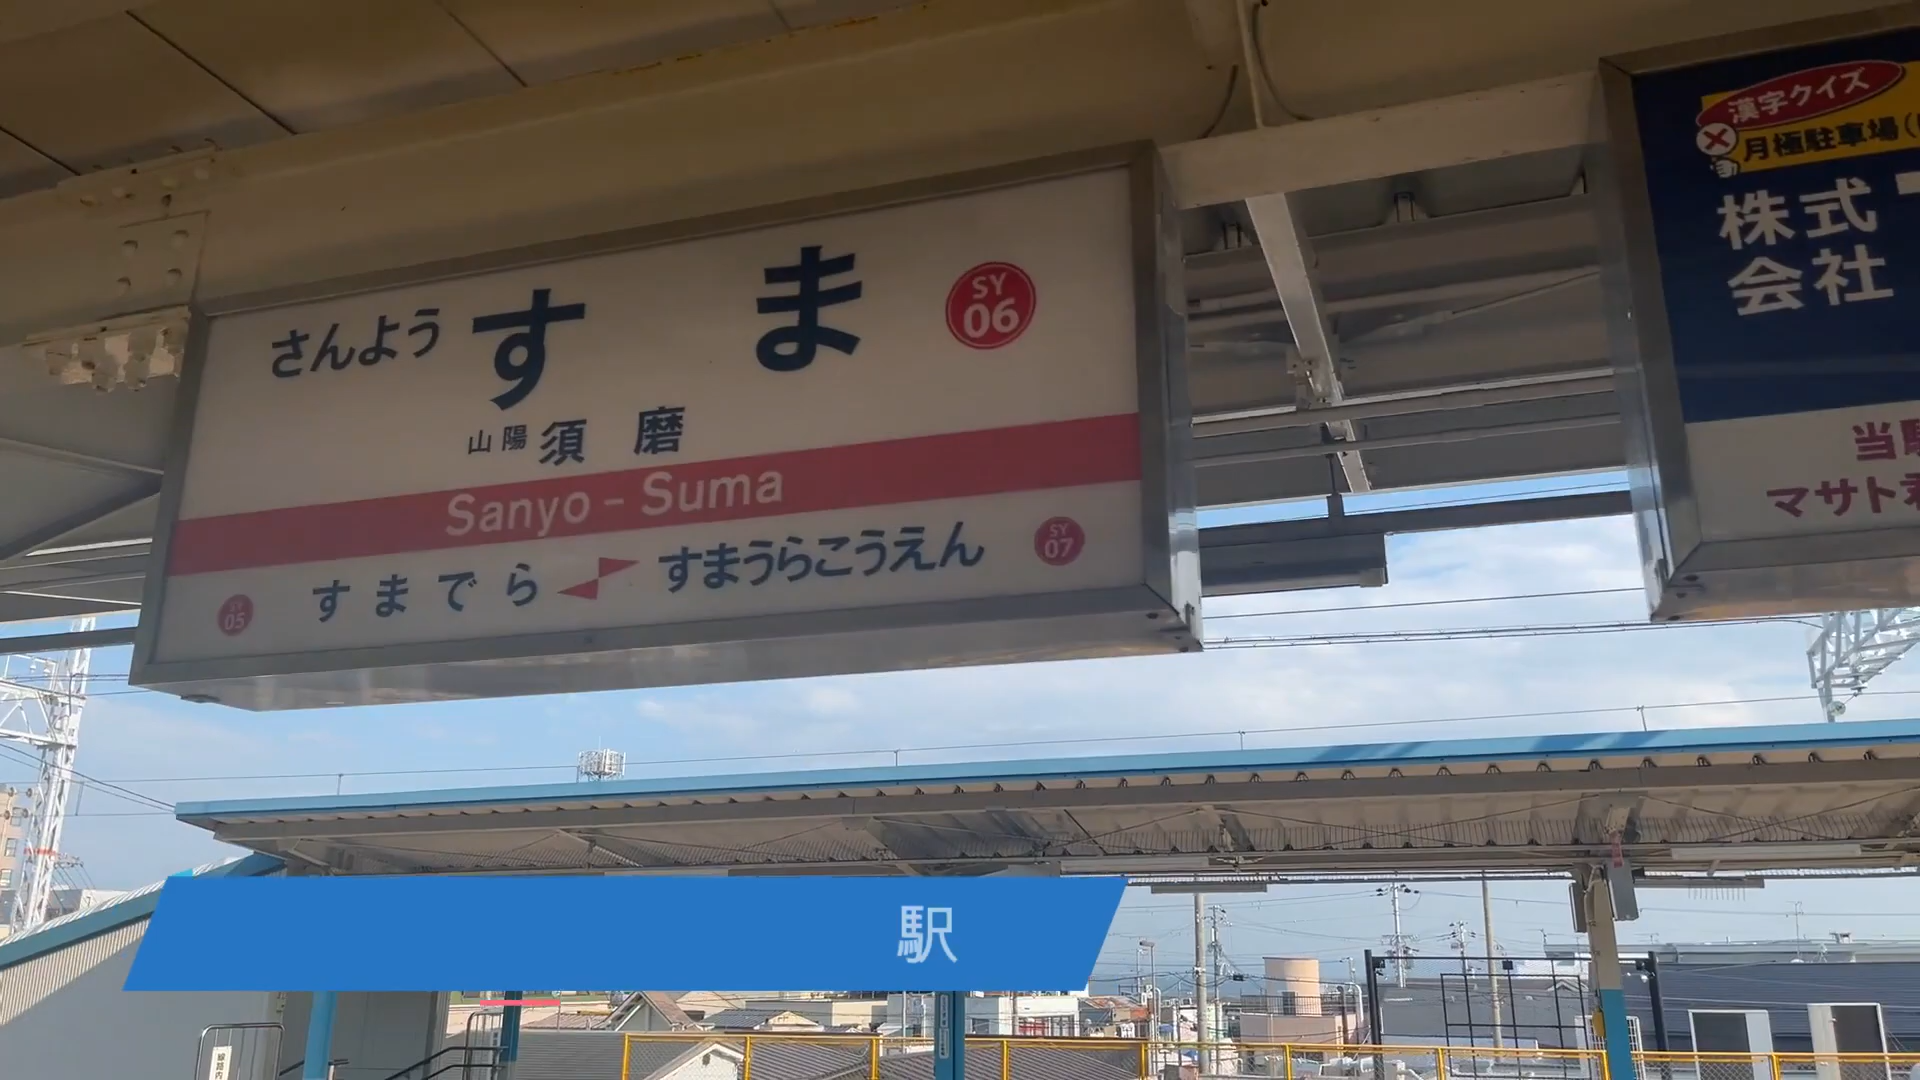 さんよう すま
SY
06
山陽須磨
Sanyo-Suma
SY
05
すまでら
すまうらこうえん
SY
07
漢字クイズ
月極駐車場
株式
会社
マサト
駅